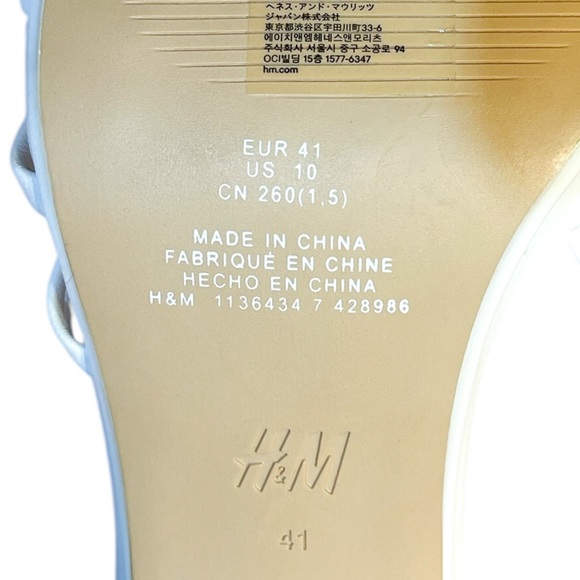 ヘネス・アンド・マウリッツ
ジャパン株式会社
東京都渋谷区宇田川町33-6
에이치앤엠헤네스앤모리츠
주식회사 서울시 중구 소공로 94
OCI빌딩 15층 1577-6347
hm.com
EUR 41
US 10
CN 260(1.5)
MADE IN CHINA
FABRIQUÉ EN CHINE
HECHO EN CHINA
H&M 1136434 7 428986
H&M
41